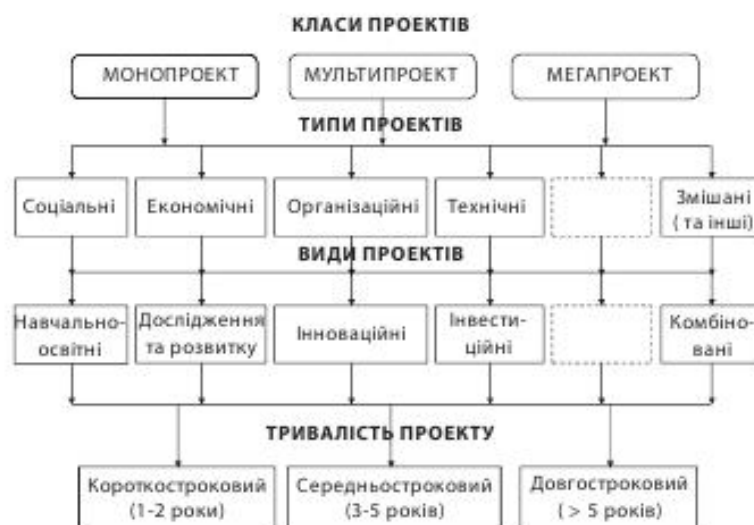 КЛАСИ ПРОЕКТІВ
МОНОПРОЕКТ
МУЛЬТИПРОЕКТ
МЕГАПРОЕКТ
ТИПИ ПРОЕКТІВ
Соціальні
Економічні
Організаційні
Технічні
Змішані
( та інші)
ВИДИ ПРОЕКТІВ
Навчально-
освітні
Дослідження
та розвитку
Інноваційні
Інвести-
ційні
Комбіно-
вані
ТРИВАЛІСТЬ ПРОЕКТУ
Короткостроковий
(1-2 роки)
Середньостроковий
(3-5 років)
Довгостроковий
( > 5 років)